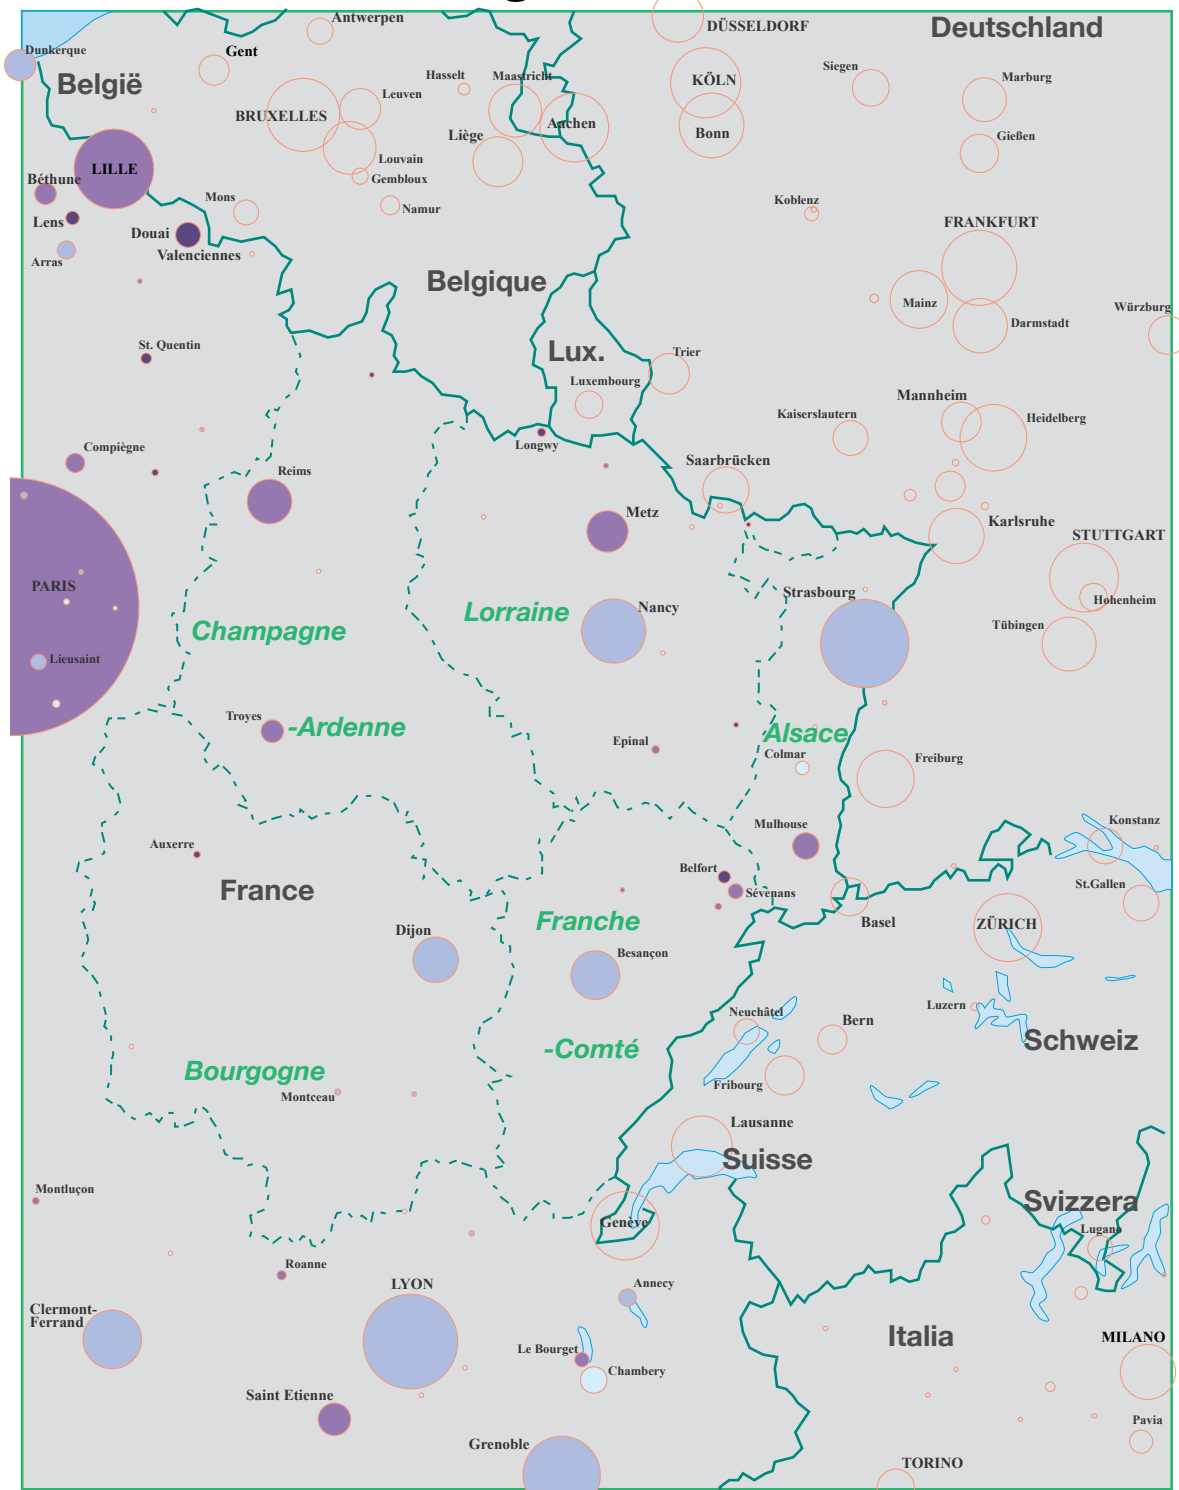 Antwerpen
DÜSSELDORF
Deutschland
Dunkerque
Gent
België
Hasselt
Maastricht
KÖLN
Siegen
Marburg
Leuven
BRUXELLES
Liège
Aachen
Bonn
Gießen
LILLE
Louvain
Béthune
Gembloux
Mons
Namur
Koblenz
Lens
Douai
FRANKFURT
Arras
Valenciennes
Belgique
Mainz
Würzburg
Darmstadt
St. Quentin
Lux.
Trier
Luxembourg
Mannheim
Kaiserslautern
Heidelberg
Compiègne
Longwy
Reims
Saarbrücken
Metz
Karlsruhe
STUTTGART
PARIS
Strasbourg
Hohenheim
Lorraine
Nancy
Champagne
Tübingen
Lieusaint
Troyes
-Ardenne
Epinal
Alsace
Colmar
Freiburg
Mulhouse
Konstanz
Auxerre
Belfort
St.Gallen
France
Sévenans
Franche
Basel
ZÜRICH
Dijon
Besançon
Neuchâtel
Luzern
Bern
-Comté
Schweiz
Bourgogne
Fribourg
Montceau
Lausanne
Suisse
Montluçon
Svizzera
Genève
Lugano
Roanne
LYON
Annecy
Clermont-
Ferrand
Italia
MILANO
Le Bourget
Chambery
Saint Etienne
Pavia
Grenoble
TORINO